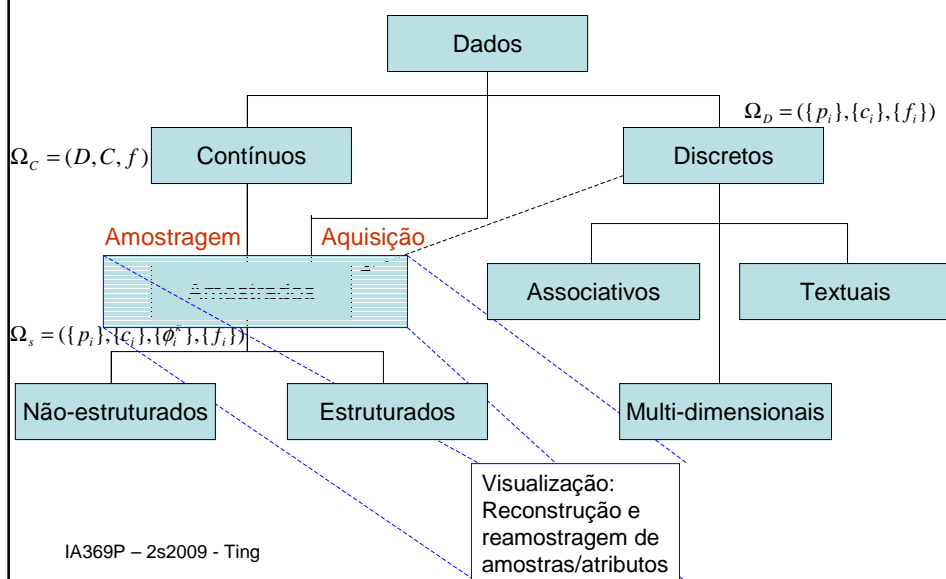 Dados
Ω_D = ({p_i},{c_i},{f_i})
Ω_C = (D,C,f)
Contínuos
Discretos
Amostragem
Aquisição
Amostrados
Associativos
Textuais
Ω_s = ({p_i},{c_i},{ϕ_i^κ},{f_i})
Não-estruturados
Estruturados
Multi-dimensionais
Visualização:
Reconstrução e
reamostragem de
amostras/atributos
IA369P – 2s2009 - Ting